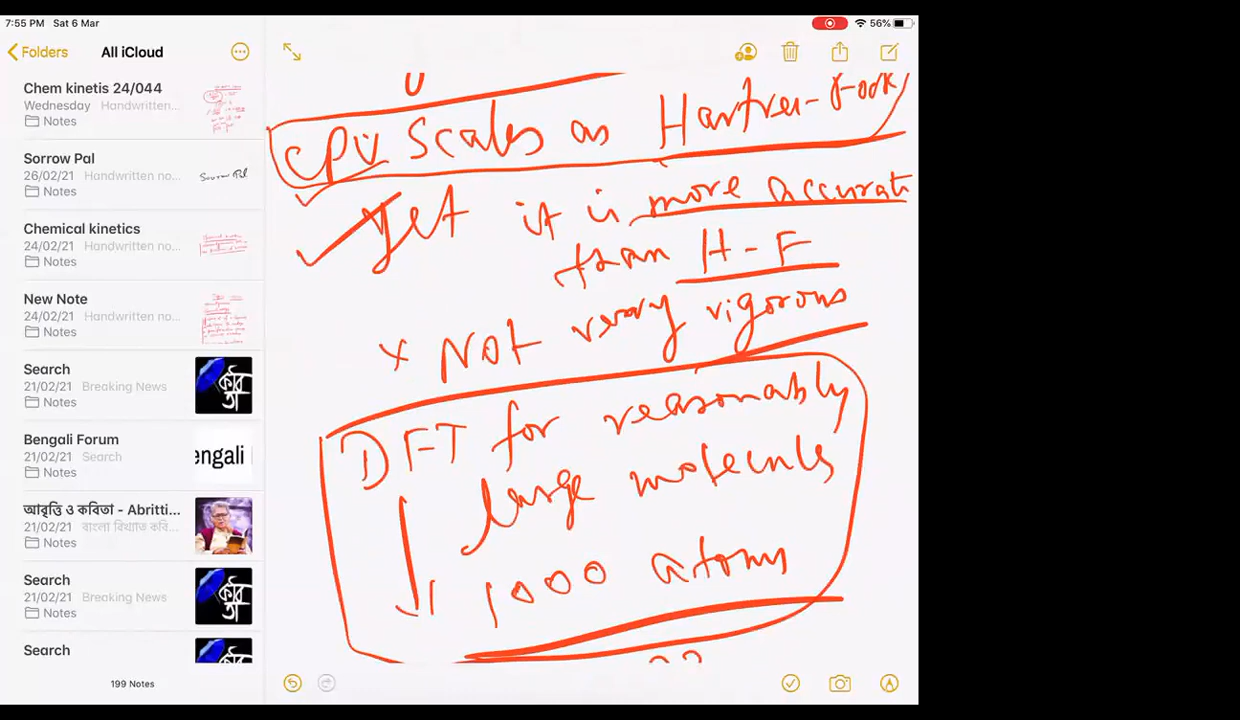 7:55 PM Sat 6 Mar
56%
Folders
All iCloud
Chem kinetis 24/044
Wednesday Handwritten...
Notes
Sorrow Pal
26/02/21 Handwritten no...
Notes
Sorrow Pal
Chemical kinetics
24/02/21 Handwritten no...
Notes
New Note
24/02/21 Handwritten no...
Notes
Search
21/02/21 Breaking News
Notes
Bengali Forum
21/02/21 Search
Notes
engali
আবৃত্তি ও কবিতা - Abritti...
21/02/21 বাংলা বিখ্যাত কবি...
Notes
Search
21/02/21 Breaking News
Notes
Search
199 Notes
CPU Scales as Hartree-Fock
Yet it is more accurate
than H-F
x Not very rigorous
DFT for reasonably
large molecules
1000 atoms